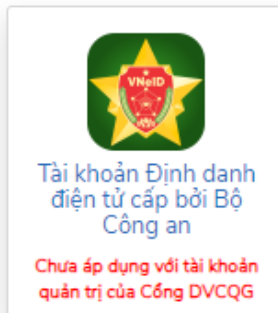 VNeID
Tài khoản Định danh
điện tử cấp bởi Bộ
Công an
Chưa áp dụng với tài khoản
quản trị của Cổng DVCQG